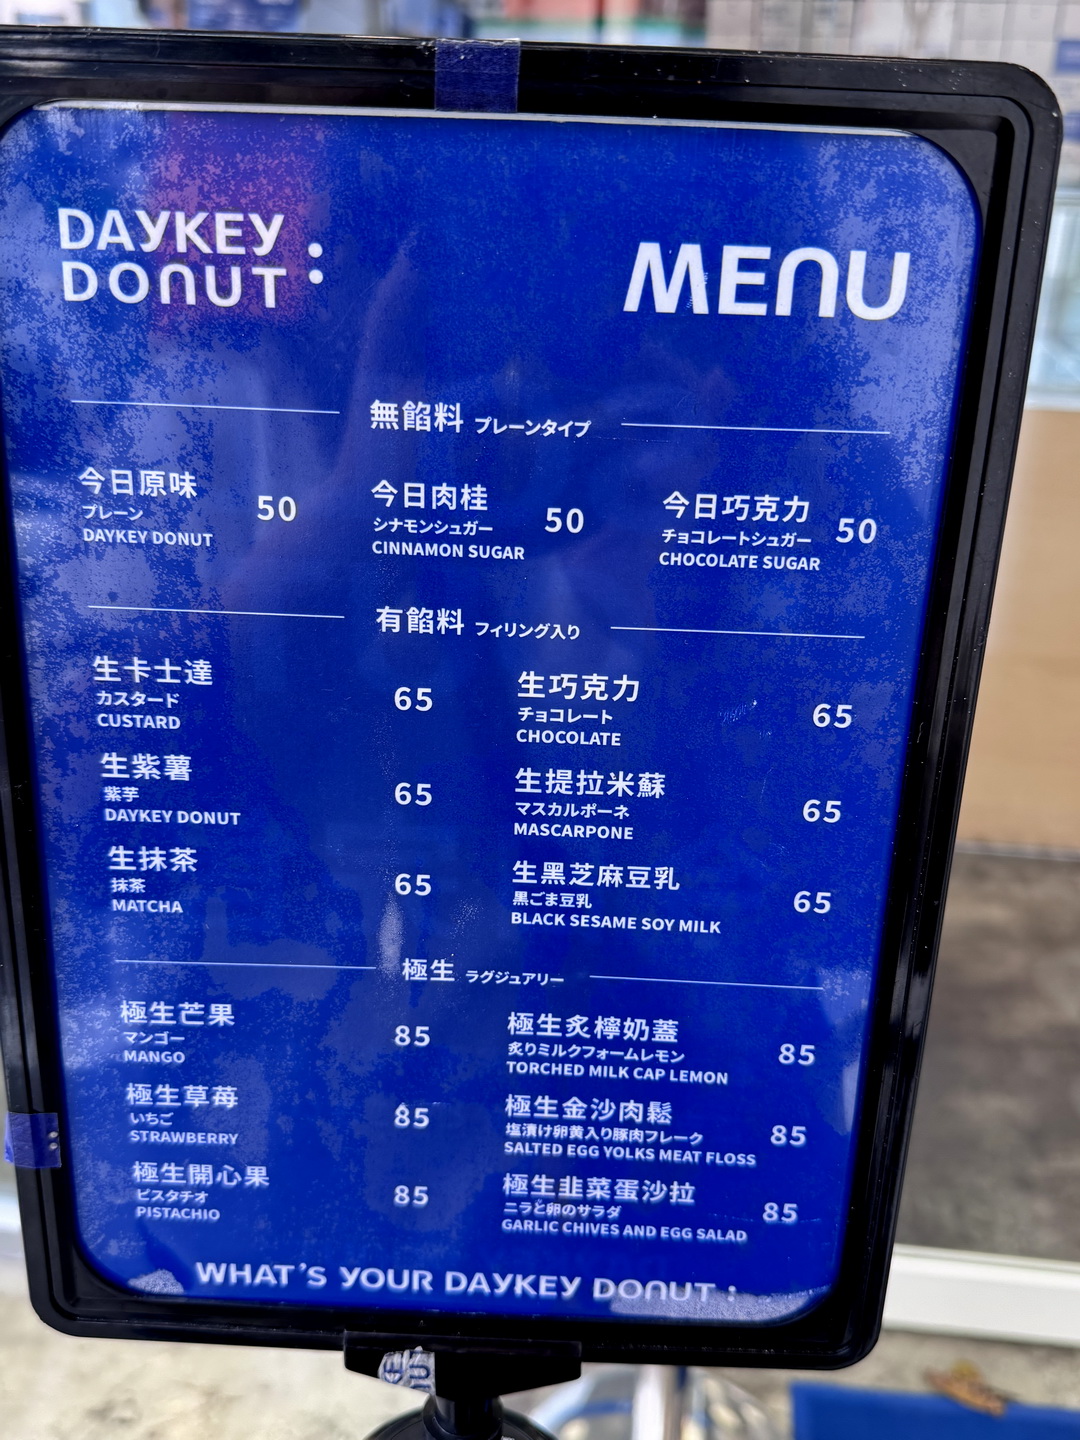 DAYKEY
DONUT :
MENU
無餡料 プレーンタイプ
今日原味 50
プレーン
DAYKEY DONUT
今日肉桂 50
シナモンシュガー
CINNAMON SUGAR
今日巧克力 50
チョコレートシュガー
CHOCOLATE SUGAR
有餡料 フィリング入り
生卡士達 65
カスタード
CUSTARD
生巧克力 65
チョコレート
CHOCOLATE
生紫薯 65
紫芋
DAYKEY DONUT
生提拉米蘇 65
マスカルポーネ
MASCARPONE
生抹茶 65
抹茶
MATCHA
生黑芝麻豆乳 65
黒ごま豆乳
BLACK SESAME SOY MILK
極生 ラグジュアリー
極生芒果 85
マンゴー
MANGO
極生炙檸奶蓋 85
炙りミルクフォームレモン
TORCHED MILK CAP LEMON
極生草苺 85
いちご
STRAWBERRY
極生金沙肉鬆 85
塩漬け卵黄入り豚肉フレーク
SALTED EGG YOLKS MEAT FLOSS
極生開心果 85
ピスタチオ
PISTACHIO
極生韭菜蛋沙拉 85
ニラと卵のサラダ
GARLIC CHIVES AND EGG SALAD
WHAT'S YOUR DAYKEY DONUT :